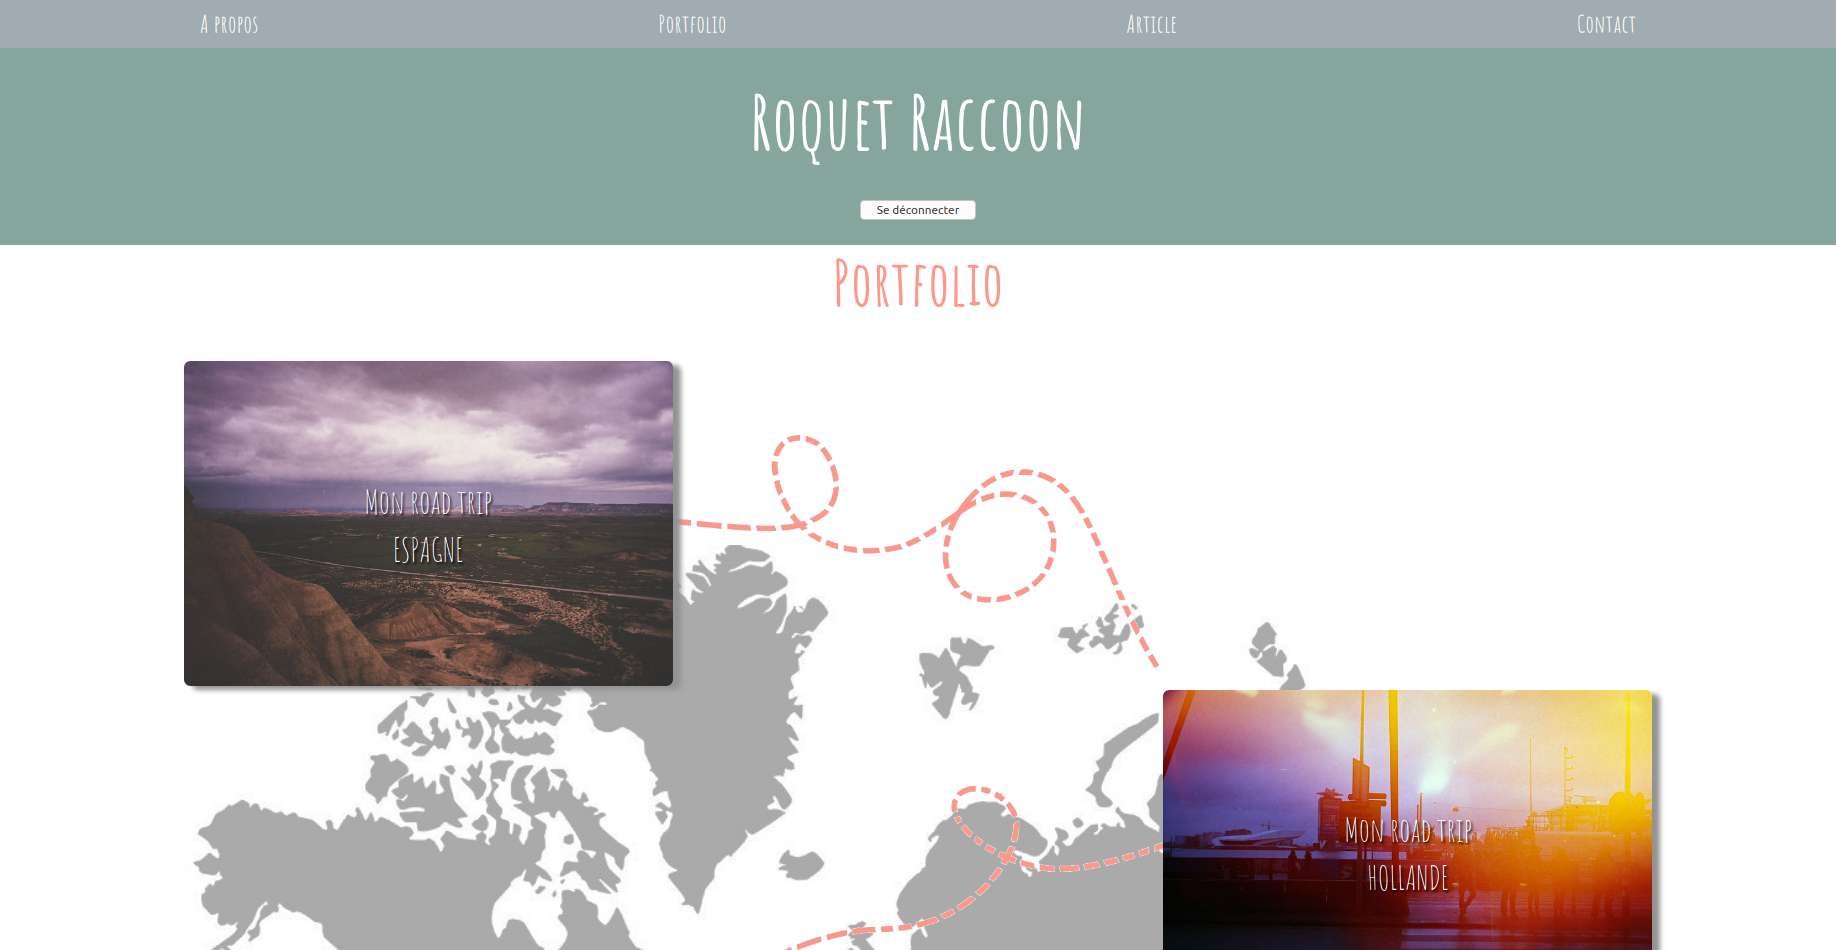 A propos
Portfolio
Article
Contact
Roquet Raccoon
Se déconnecter
Portfolio
Mon road trip
ESPAGNE
Mon road trip
HOLLANDE